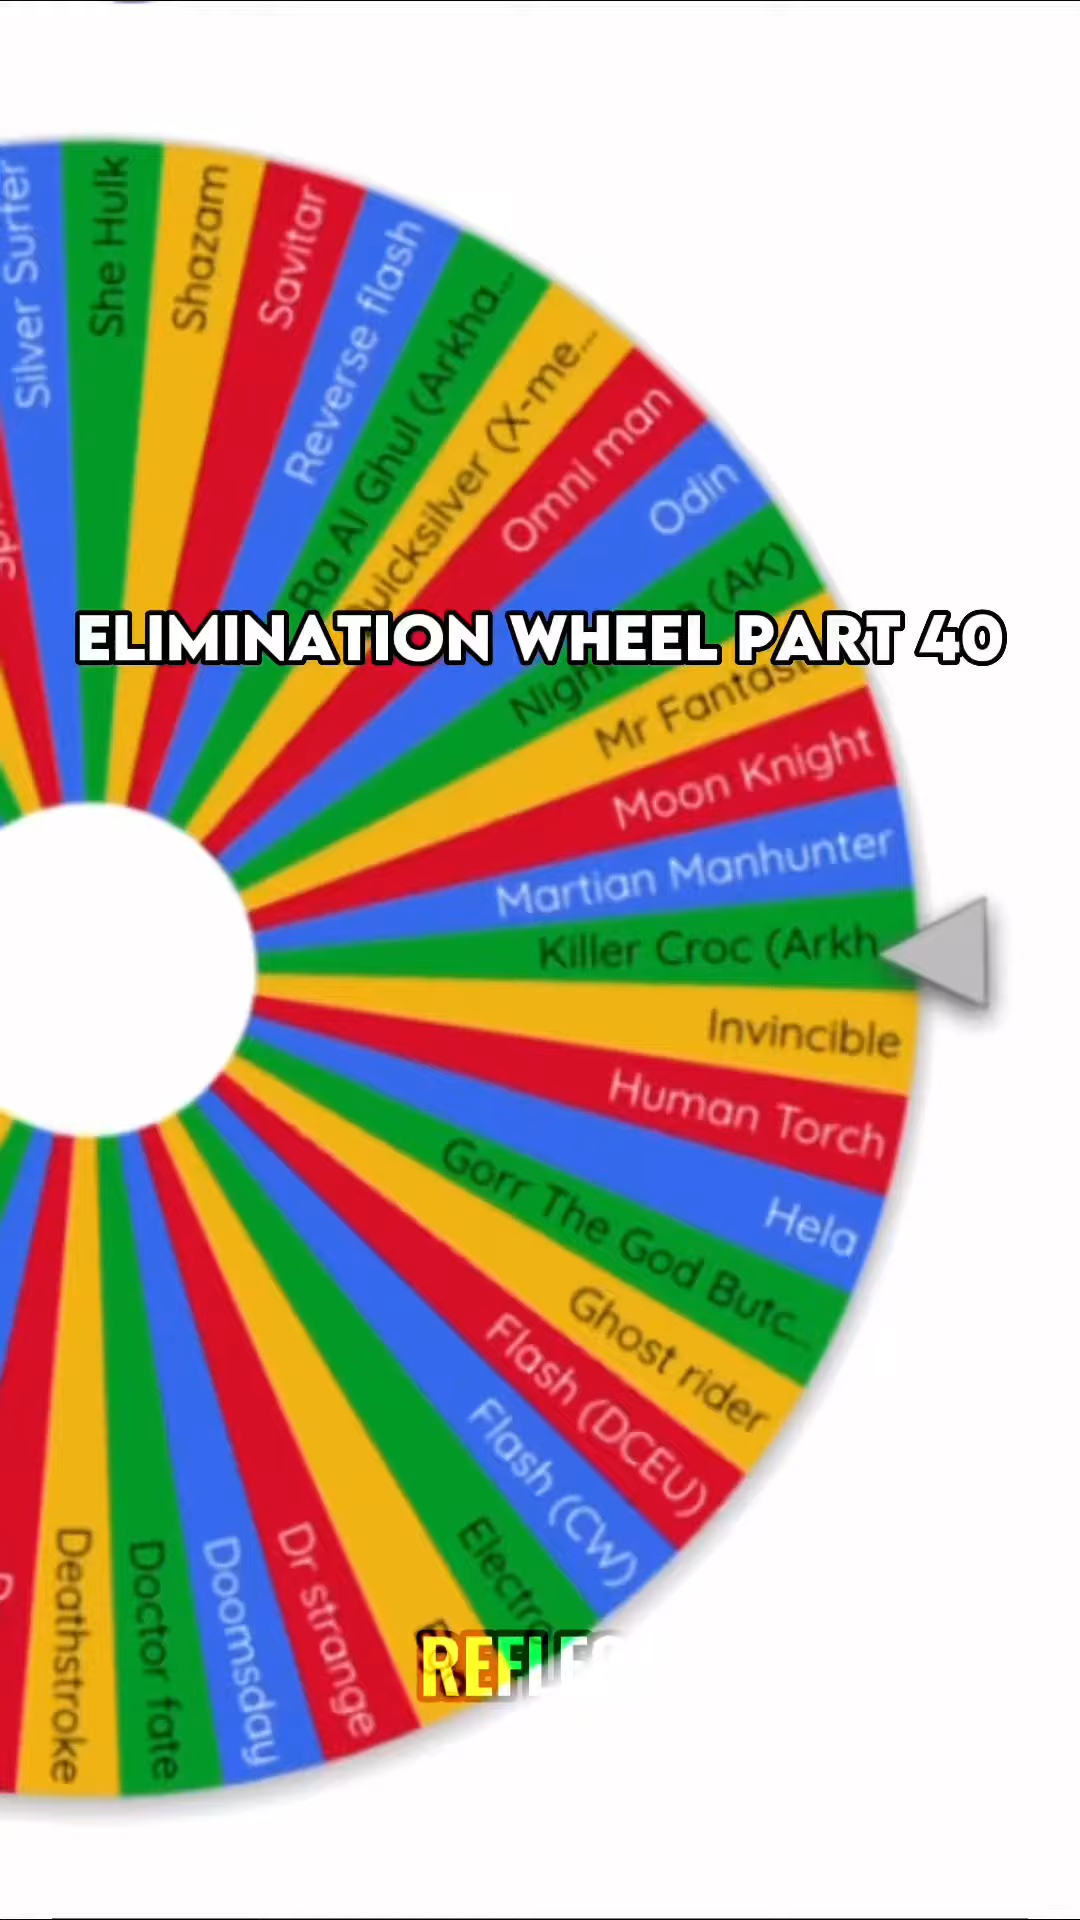 Silver Surfer
She Hulk
Shazam
Savitar
Reverse flash
Ra Al Ghul (Arkha...
Quicksilver (X-me...
Omni man
Odin
(AK)
ELIMINATION WHEEL PART 40
Mr
Moon Knight
Martian Manhunter
Killer Croc (Arkh
Invincible
Human Torch
Hela
Gorr The God Butc...
Ghost rider
Flash (DCEU)
Flash (CW)
Electro
Dr strange
Doomsday
Doctor fate
Deathstroke